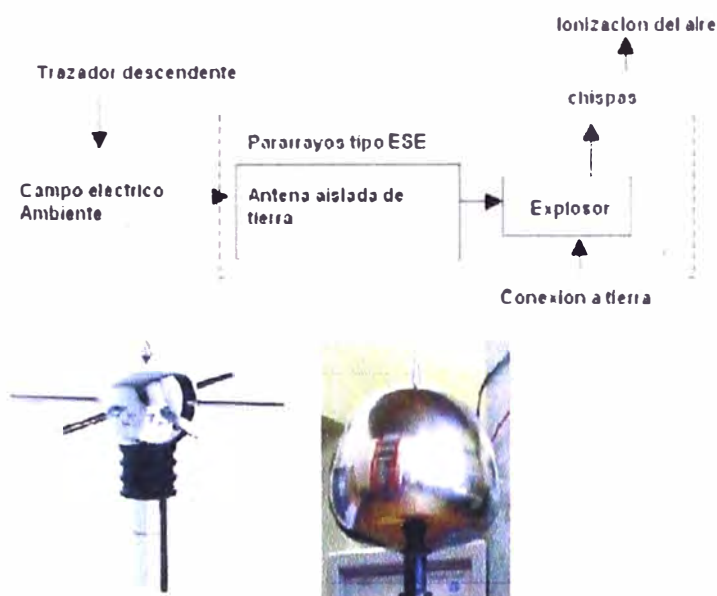 Ionizacion del aire
Trazador descendente
chispas
Pararrayos tipo ESE
Campo electrico
Ambiente
Antena aislada de
tierra
Explosor
Conexion a tierra